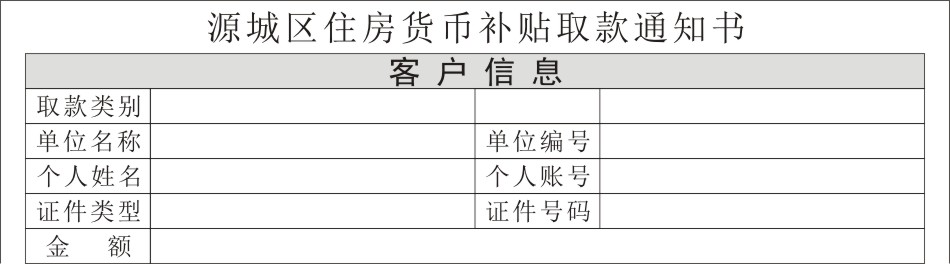 源城区住房货币补贴取款通知书
客户信息
取款类别
单位名称 单位编号
个人姓名 个人账号
证件类型 证件号码
金 额